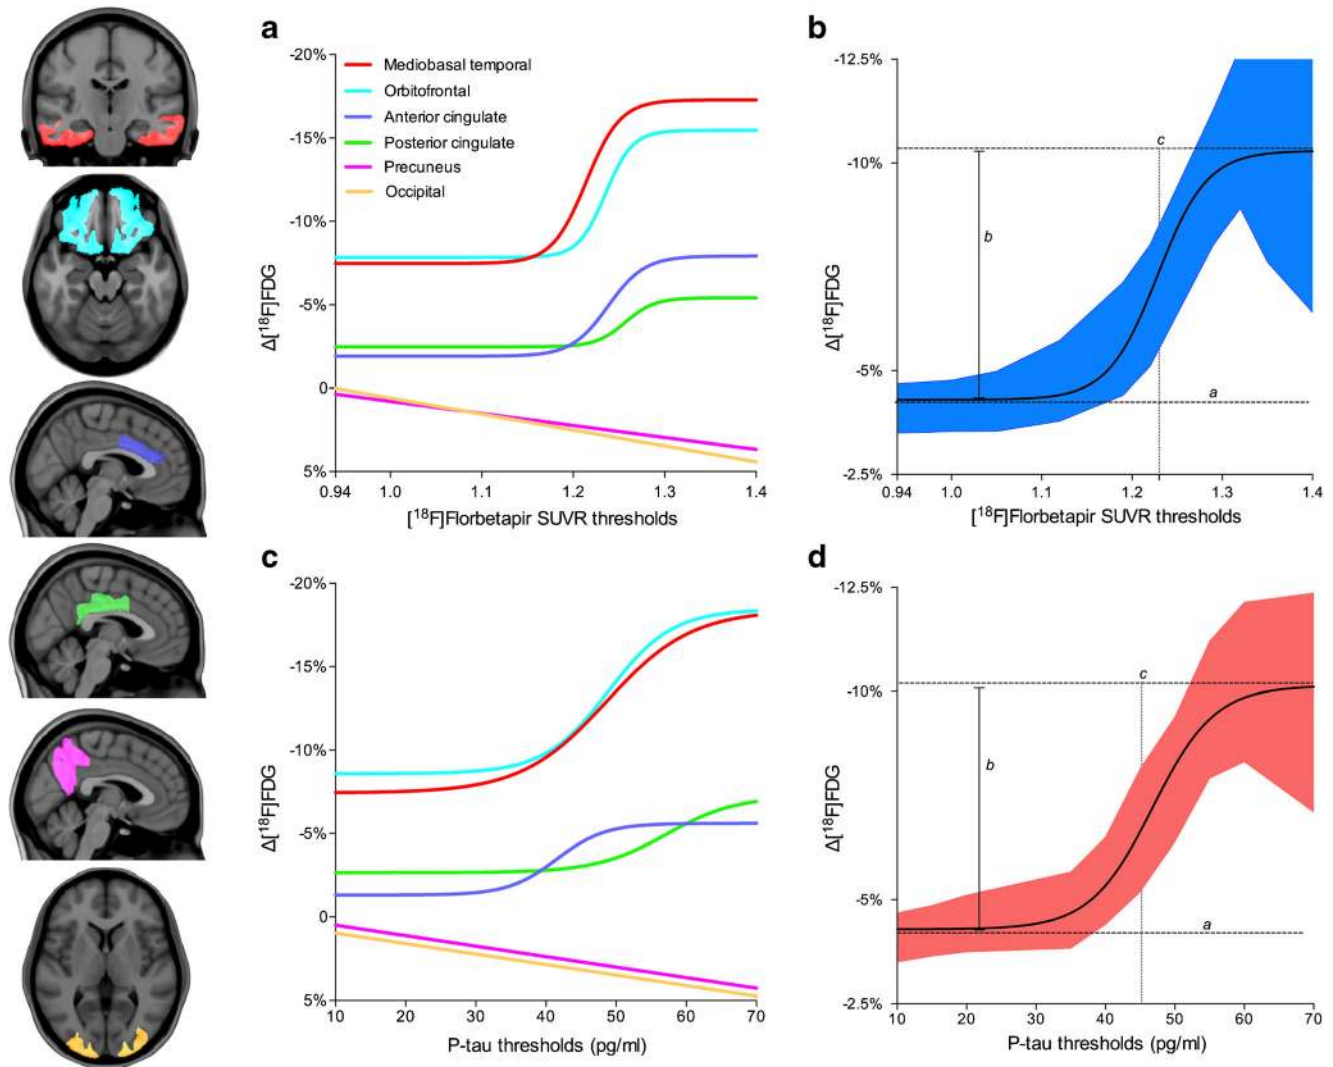 a
-20%
-15%
-10%
-5%
0
5%
Δ[¹⁸F]FDG
Mediobasal temporal
Orbitofrontal
Anterior cingulate
Posterior cingulate
Precuneus
Occipital
0.94 1.0 1.1 1.2 1.3 1.4
[¹⁸F]Florbetapir SUVR thresholds
b
-12.5%
-10%
-5%
-2.5%
Δ[¹⁸F]FDG
c
b
a
0.94 1.0 1.1 1.2 1.3 1.4
[¹⁸F]Florbetapir SUVR thresholds
c
-20%
-15%
-10%
-5%
0
5%
Δ[¹⁸F]FDG
10 20 30 40 50 60 70
P-tau thresholds (pg/ml)
d
-12.5%
-10%
-5%
-2.5%
Δ[¹⁸F]FDG
c
b
a
10 20 30 40 50 60 70
P-tau thresholds (pg/ml)